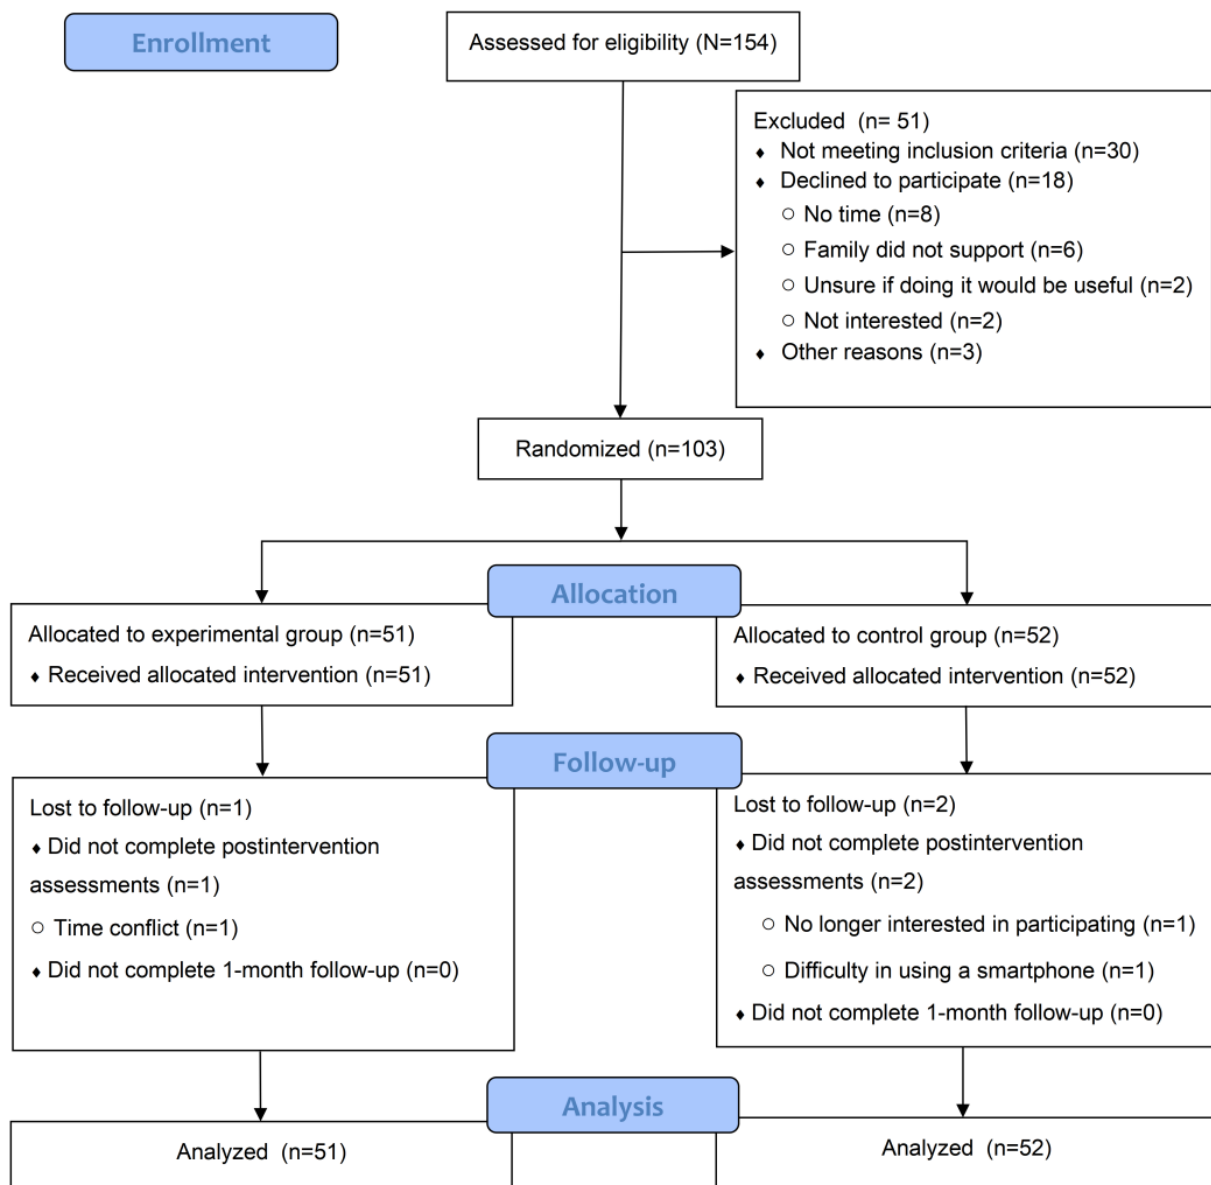 Enrollment
Assessed for eligibility (N=154)
Excluded (n= 51)
♦ Not meeting inclusion criteria (n=30)
♦ Declined to participate (n=18)
○ No time (n=8)
○ Family did not support (n=6)
○ Unsure if doing it would be useful (n=2)
○ Not interested (n=2)
♦ Other reasons (n=3)
Randomized (n=103)
Allocation
Allocated to experimental group (n=51)
♦ Received allocated intervention (n=51)
Allocated to control group (n=52)
♦ Received allocated intervention (n=52)
Follow-up
Lost to follow-up (n=1)
♦ Did not complete postintervention
assessments (n=1)
○ Time conflict (n=1)
♦ Did not complete 1-month follow-up (n=0)
Lost to follow-up (n=2)
♦ Did not complete postintervention
assessments (n=2)
○ No longer interested in participating (n=1)
○ Difficulty in using a smartphone (n=1)
♦ Did not complete 1-month follow-up (n=0)
Analysis
Analyzed (n=51)
Analyzed (n=52)